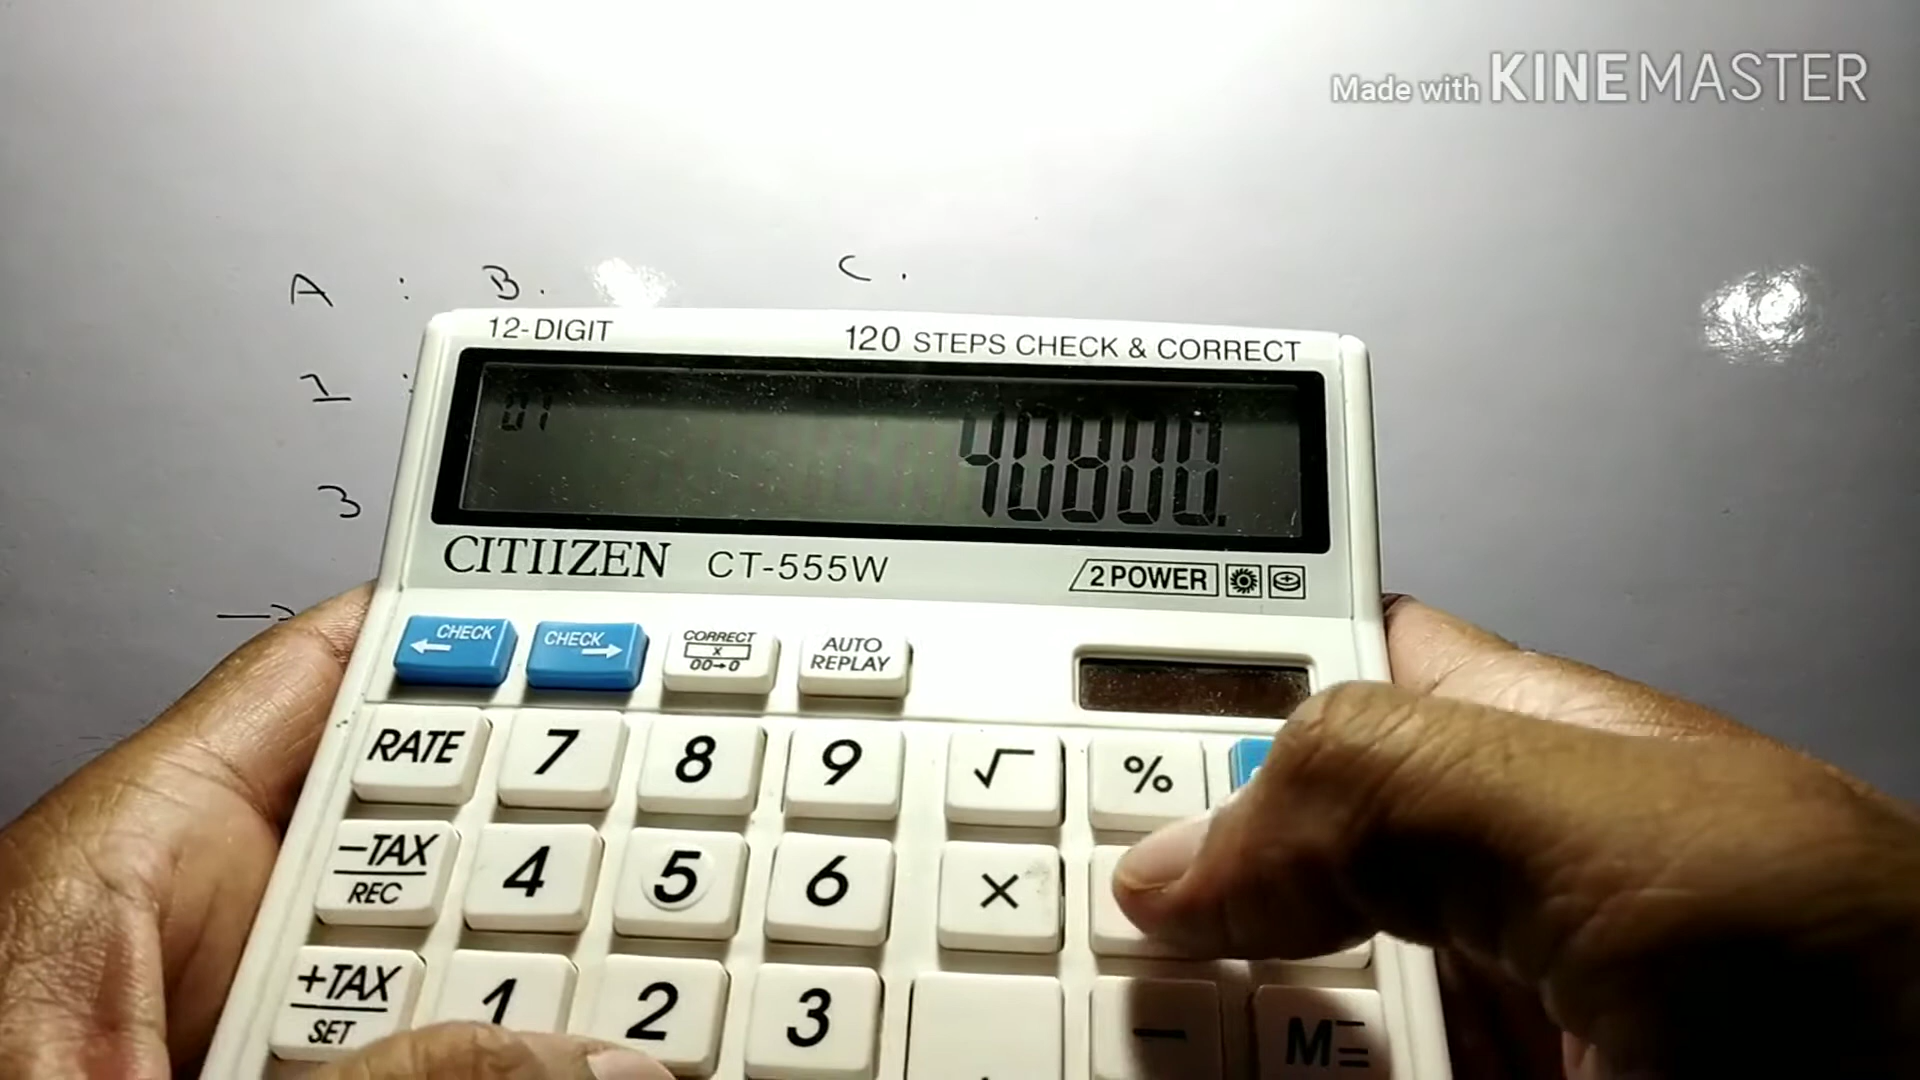 Made with KINEMASTER
A : B. C.
12-DIGIT 120 STEPS CHECK & CORRECT
1 :
01 40800.
3
CITIIZEN CT-555W 2 POWER
CHECK CHECK CORRECT X 00→0 AUTO REPLAY
RATE 7 8 9 √ %
-TAX REC 4 5 6 ×
+TAX SET 1 2 3 − M=